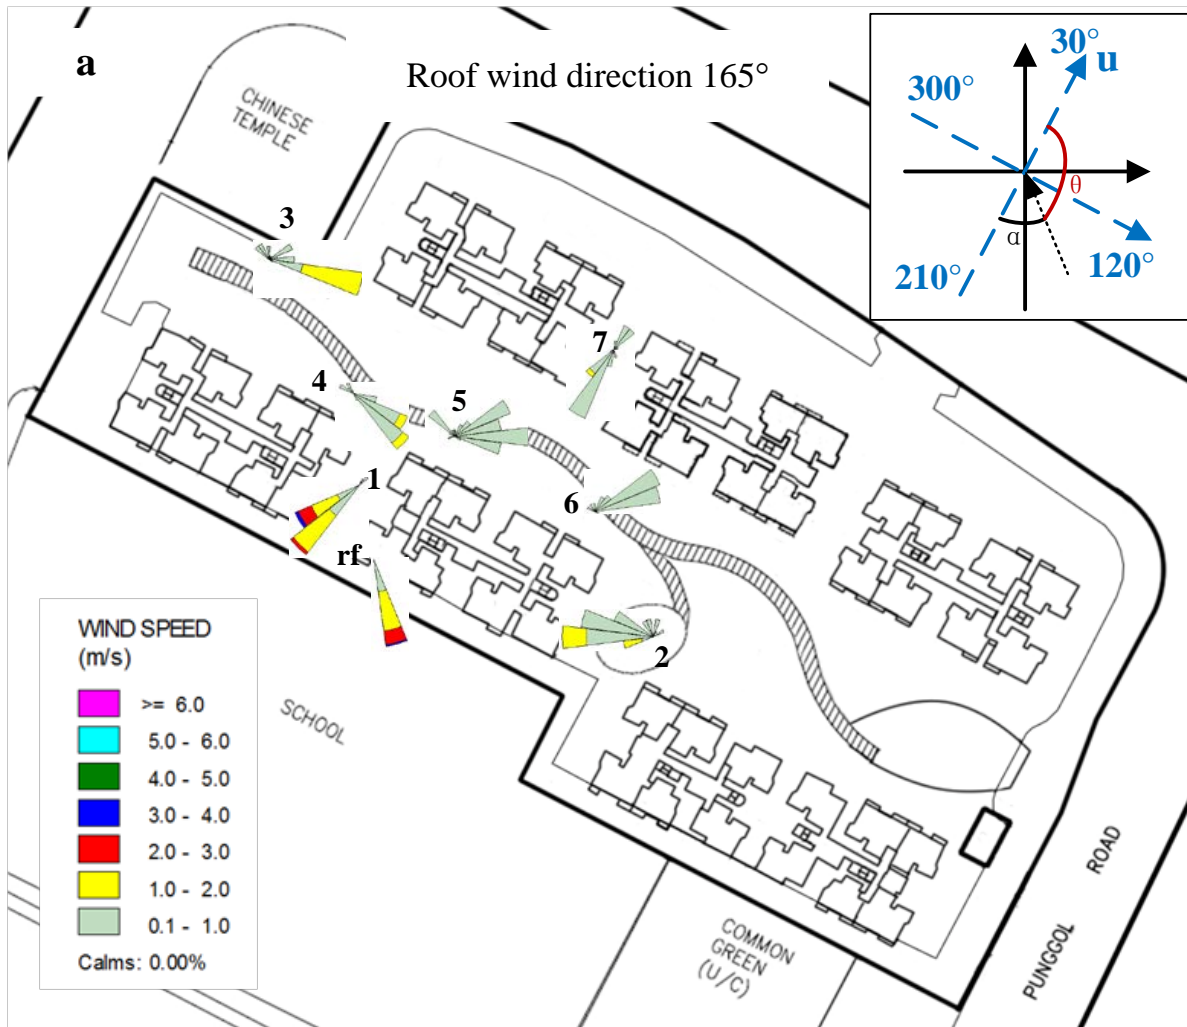 a
Roof wind direction 165°
30°
u
300°
θ
α
210°
120°
CHINESE
TEMPLE
3
7
4
5
1
6
rf
2
WIND SPEED
(m/s)
>= 6.0
5.0 - 6.0
4.0 - 5.0
3.0 - 4.0
2.0 - 3.0
1.0 - 2.0
0.1 - 1.0
Calms: 0.00%
SCHOOL
COMMON
GREEN
(U/C)
PUNGGOL ROAD